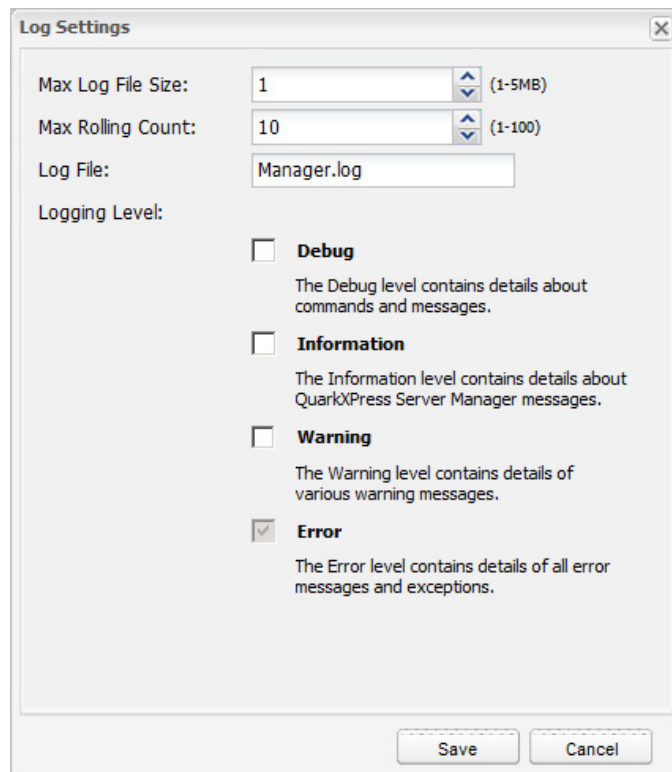 Log Settings
Max Log File Size: 1 (1-5MB)
Max Rolling Count: 10 (1-100)
Log File: Manager.log
Logging Level:
Debug
The Debug level contains details about
commands and messages.
Information
The Information level contains details about
QuarkXPress Server Manager messages.
Warning
The Warning level contains details of
various warning messages.
Error
The Error level contains details of all error
messages and exceptions.
Save Cancel